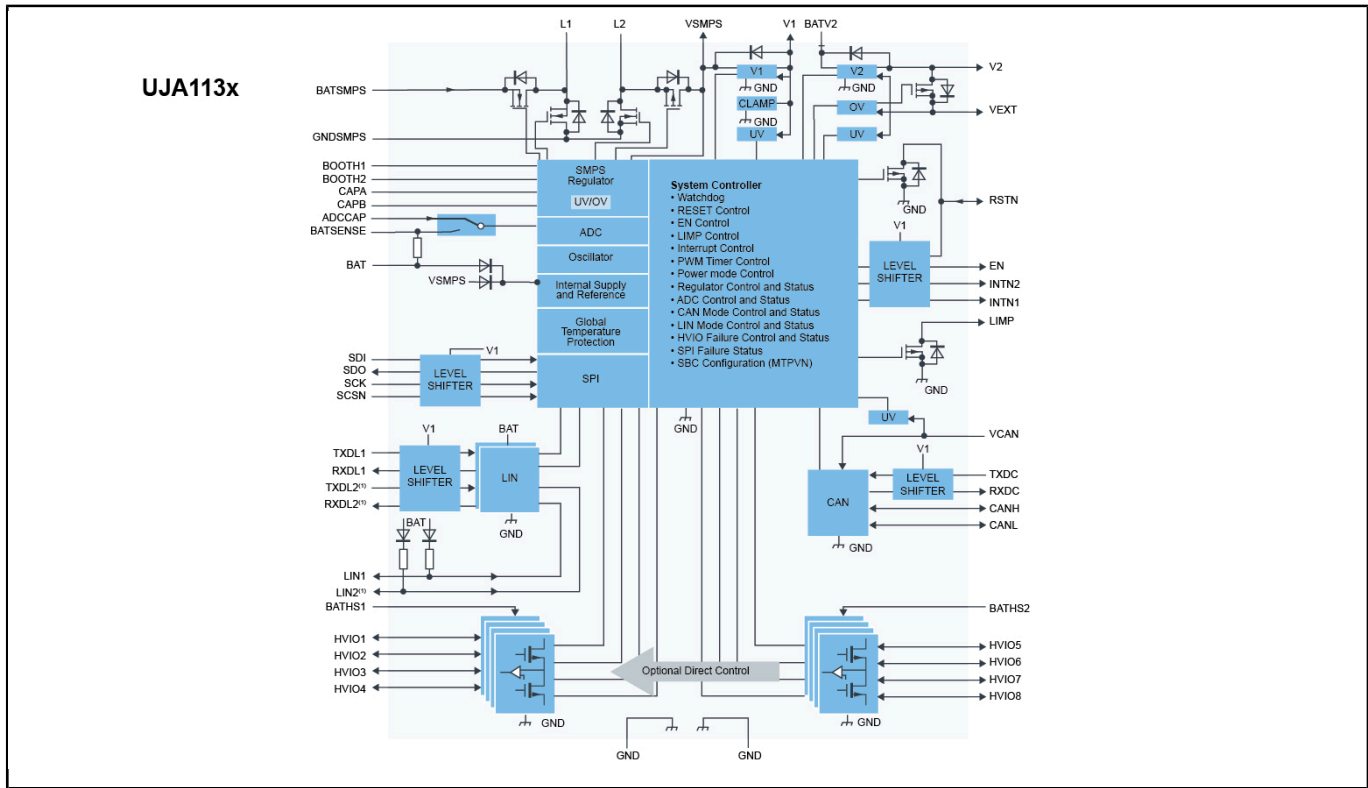 UJA113x
L1
L2
VSMPS
V1
BATV2
BATSMPS
GNDSMPS
BOOTH1
BOOTH2
CAPA
CAPB
ADCCAP
BATSENSE
BAT
VSMPS
SDI
SDO
SCK
SCSN
V1
LEVEL
SHIFTER
TXDL1
RXDL1
TXDL2(1)
RXDL2(1)
V1
LEVEL
SHIFTER
BAT
LIN
GND
BAT
LIN1
LIN2(1)
BATHS1
HVIO1
HVIO2
HVIO3
HVIO4
GND
SMPS
Regulator
UV/OV
ADC
Oscillator
Internal Supply
and Reference
Global
Temperature
Protection
SPI
System Controller
• Watchdog
• RESET Control
• EN Control
• LIMP Control
• Interrupt Control
• PWM Timer Control
• Power mode Control
• Regulator Control and Status
• ADC Control and Status
• CAN Mode Control and Status
• LIN Mode Control and Status
• HVIO Failure Control and Status
• SPI Failure Status
• SBC Configuration (MTPVN)
GND
V1
GND
CLAMP
GND
UV
V2
GND
OV
UV
V2
VEXT
GND
RSTN
V1
LEVEL
SHIFTER
EN
INTN2
INTN1
LIMP
GND
UV
VCAN
V1
LEVEL
SHIFTER
TXDC
RXDC
CAN
CANH
CANL
GND
BATHS2
HVIO5
HVIO6
HVIO7
HVIO8
GND
Optional Direct Control
GND
GND